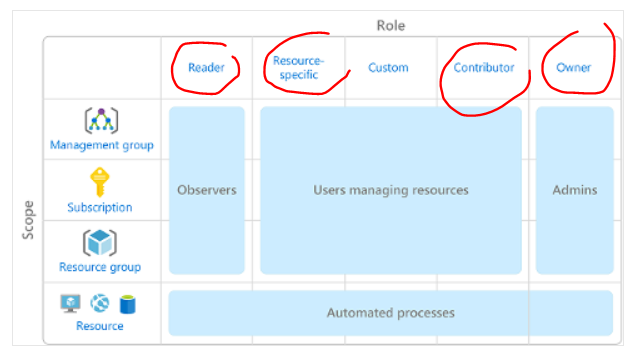 Role
Reader
Resource-
specific
Custom
Contributor
Owner
Scope
Management group
Subscription
Resource group
Resource
Observers
Users managing resources
Admins
Automated processes